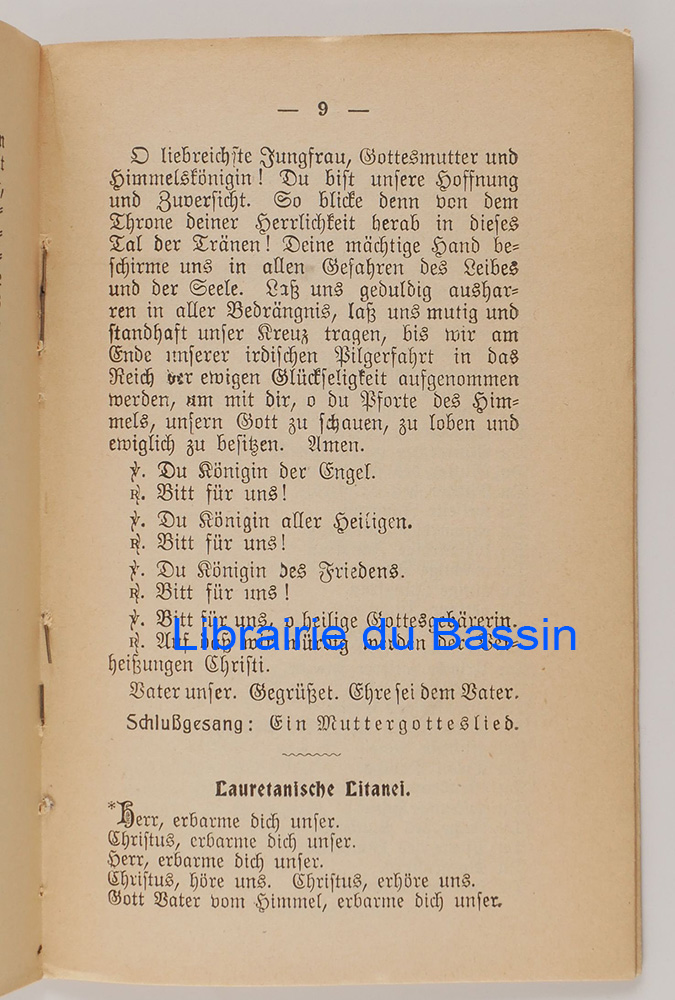 — 9 —
O liebreichste Jungfrau, Gottesmutter und
Himmelskönigin! Du bist unsere Hoffnung
und Zuversicht. So blicke denn von dem
Throne deiner Herrlichkeit herab in dieses
Tal der Tränen! Deine mächtige Hand be=
schirme uns in allen Gefahren des Leibes
und der Seele. Laß uns geduldig aushar=
ren in aller Bedrängnis, laß uns mutig und
standhaft unser Kreuz tragen, bis wir am
Ende unserer irdischen Pilgerfahrt in das
Reich der ewigen Glückseligkeit aufgenommen
werden, um mit dir, o du Pforte des Him=
mels, unsern Gott zu schauen, zu loben und
ewiglich zu besitzen. Amen.
℣. Du Königin der Engel.
℟. Bitt für uns!
℣. Du Königin aller Heiligen.
℟. Bitt für uns!
℣. Du Königin des Friedens.
℟. Bitt für uns!
℣. Bitt für uns, o heilige Gottesgebärerin.
Librairie du Bassin
℟. Auf daß wir würdig werden der Ver=
heißungen Christi.
Vater unser. Gegrüßet. Ehre sei dem Vater.
Schlußgesang: Ein Muttergotteslied.
Lauretanische Litanei.
*Herr, erbarme dich unser.
Christus, erbarme dich unser.
Herr, erbarme dich unser.
Christus, höre uns. Christus, erhöre uns.
Gott Vater vom Himmel, erbarme dich unser.